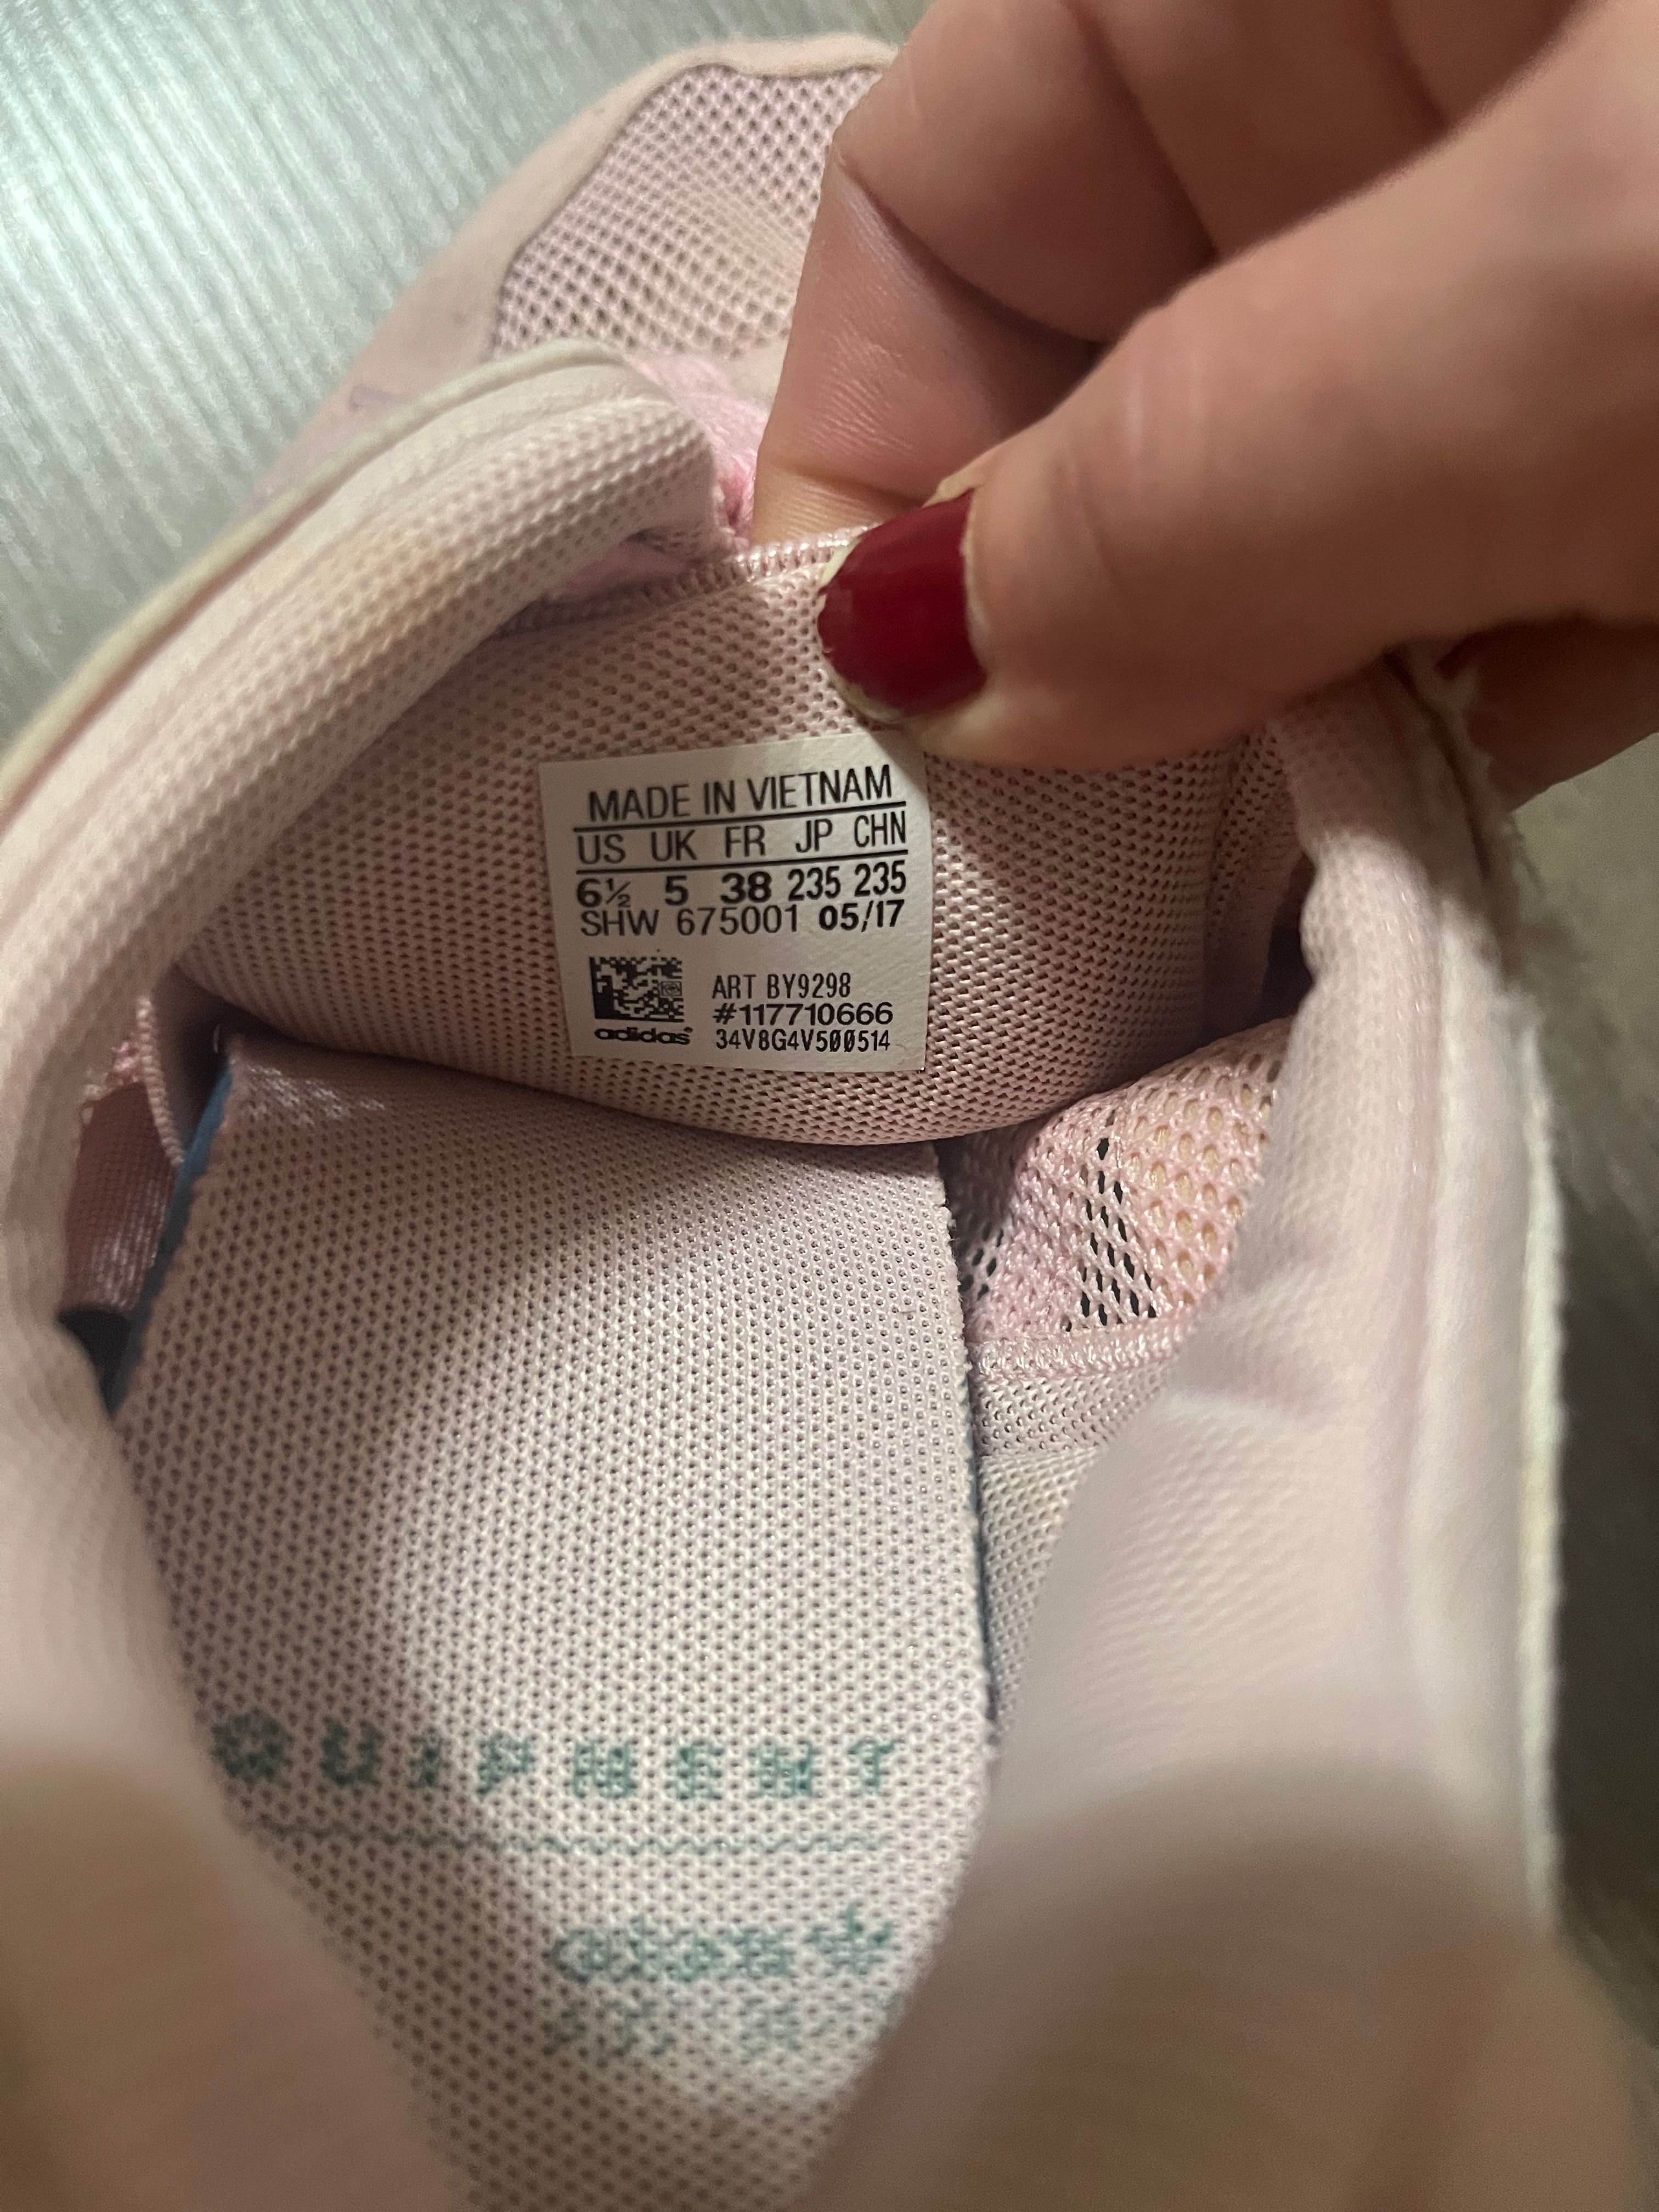 MADE IN VIETNAM
US UK FR JP CHN
6½ 5 38 235 235
SHW 675001 05/17
ART BY9298
#117710666
adidas 34V8G4V500514
QUIPMENT